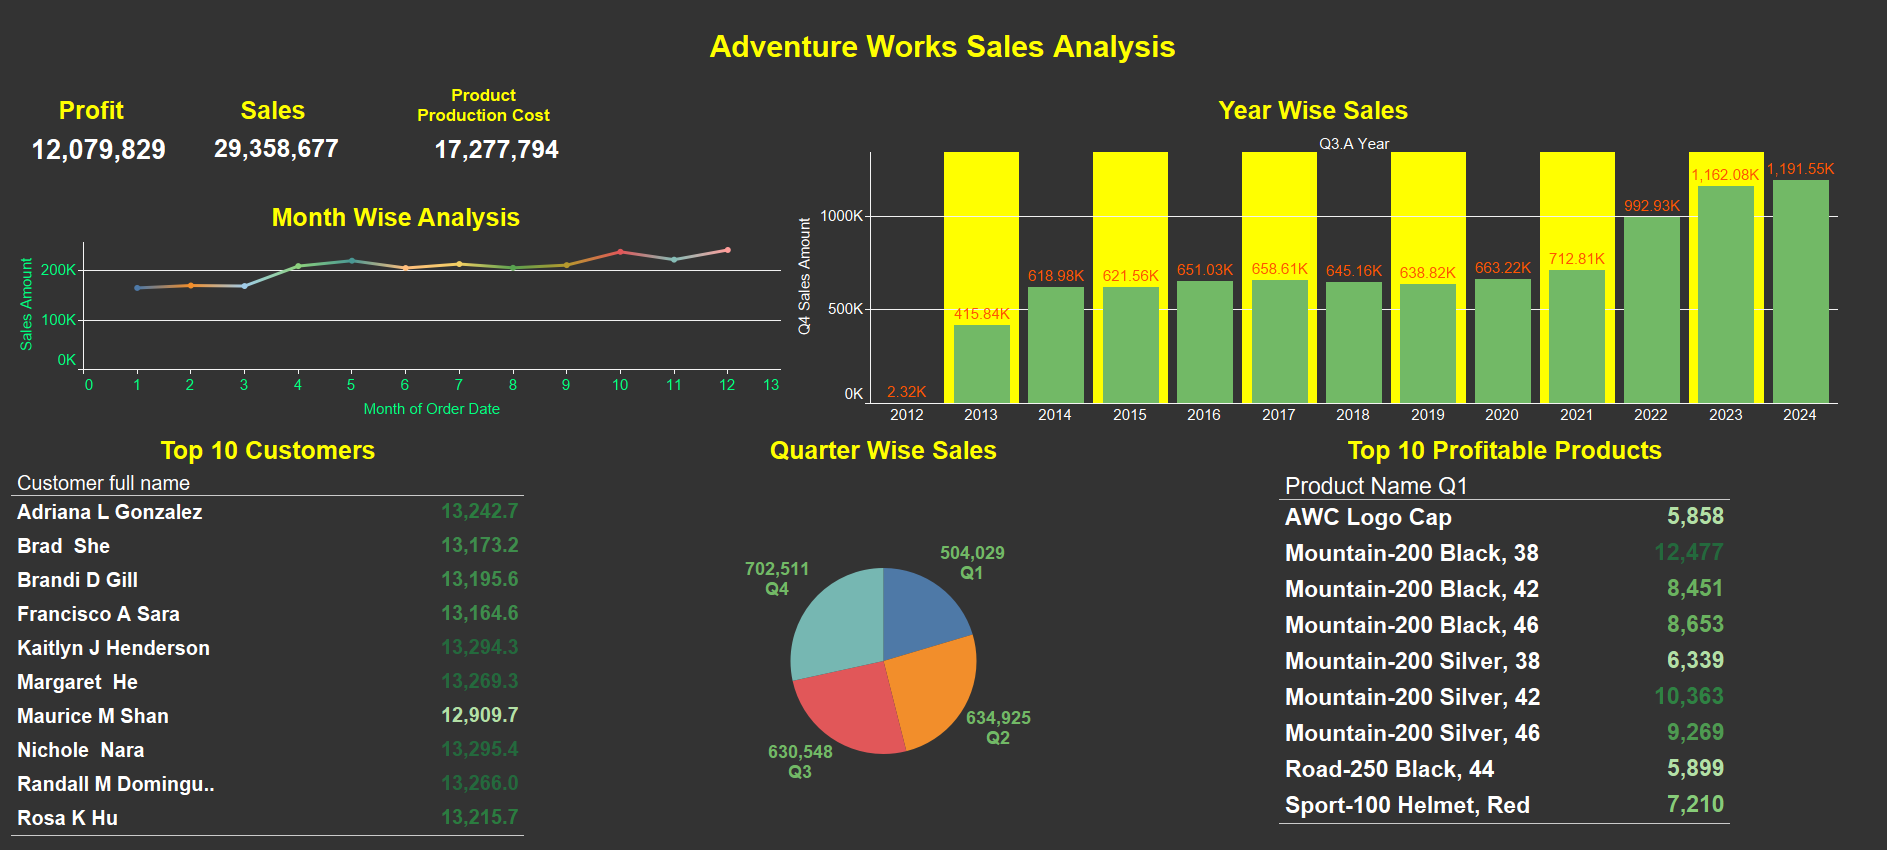 Adventure Works Sales Analysis
Profit
12,079,829
Sales
29,358,677
Product
Production Cost
17,277,794
Month Wise Analysis
Sales Amount
200K
100K
0K
0 1 2 3 4 5 6 7 8 9 10 11 12 13
Month of Order Date
Year Wise Sales
Q3.A Year
Q4 Sales Amount
1000K
500K
0K
2.32K
415.84K
618.98K
621.56K
651.03K
658.61K
645.16K
638.82K
663.22K
712.81K
992.93K
1,162.08K
1,191.55K
2012 2013 2014 2015 2016 2017 2018 2019 2020 2021 2022 2023 2024
Top 10 Customers
Customer full name
Adriana L Gonzalez 13,242.7
Brad  She 13,173.2
Brandi D Gill 13,195.6
Francisco A Sara 13,164.6
Kaitlyn J Henderson 13,294.3
Margaret  He 13,269.3
Maurice M Shan 12,909.7
Nichole  Nara 13,295.4
Randall M Domingu.. 13,266.0
Rosa K Hu 13,215.7
Quarter Wise Sales
504,029
Q1
702,511
Q4
634,925
Q2
630,548
Q3
Top 10 Profitable Products
Product Name Q1
AWC Logo Cap 5,858
Mountain-200 Black, 38 12,477
Mountain-200 Black, 42 8,451
Mountain-200 Black, 46 8,653
Mountain-200 Silver, 38 6,339
Mountain-200 Silver, 42 10,363
Mountain-200 Silver, 46 9,269
Road-250 Black, 44 5,899
Sport-100 Helmet, Red 7,210